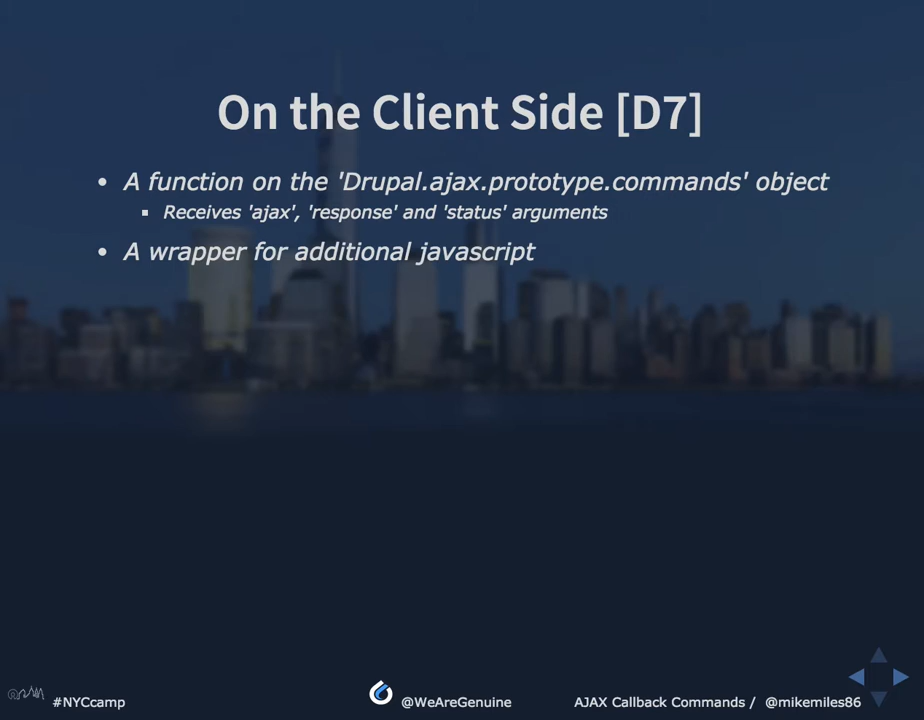 On the Client Side [D7]
A function on the 'Drupal.ajax.prototype.commands' object
Receives 'ajax', 'response' and 'status' arguments
A wrapper for additional javascript
#NYCcamp
@WeAreGenuine
AJAX Callback Commands / @mikemiles86